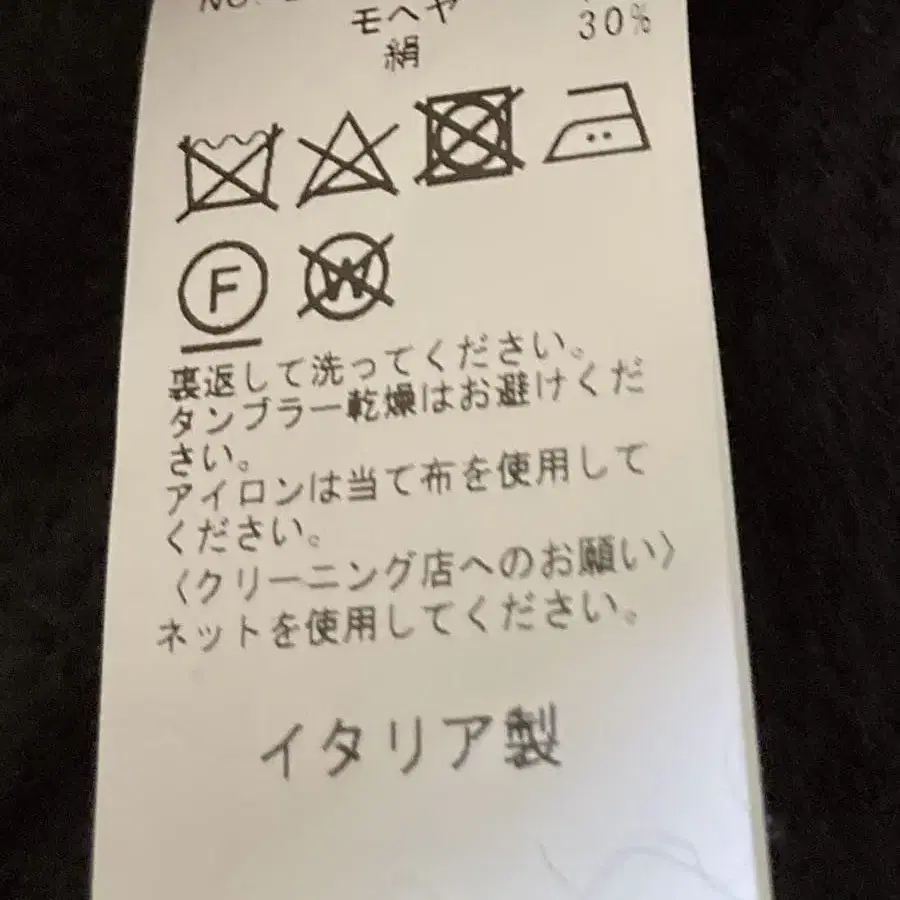 NO.
モヘヤ
絹 30%
F
W
裏返して洗ってください。
タンブラー乾燥はお避けくだ
さい。
アイロンは当て布を使用して
ください。
〈クリーニング店へのお願い〉
ネットを使用してください。
イタリア製